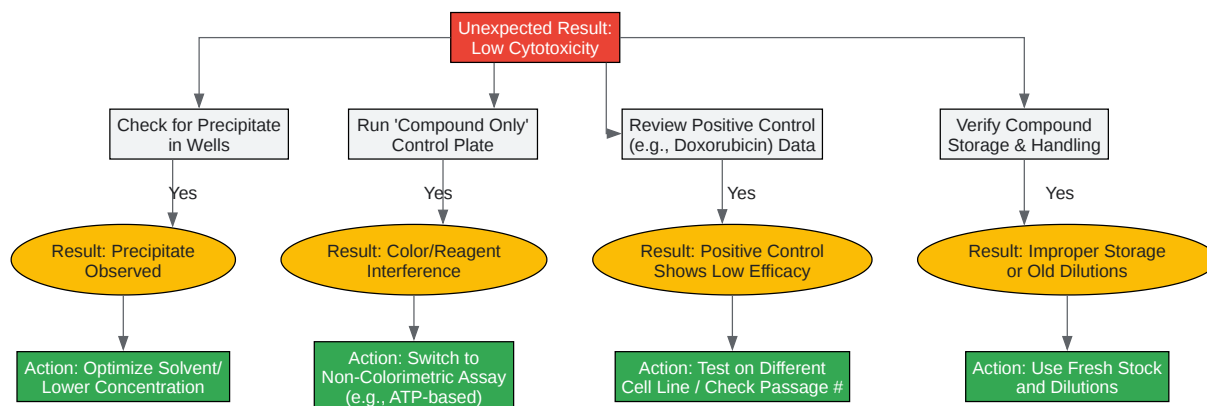 Unexpected Result:
Low Cytotoxicity
Check for Precipitate
in Wells
Run 'Compound Only'
Control Plate
Review Positive Control
(e.g., Doxorubicin) Data
Verify Compound
Storage & Handling
Yes
Yes
Yes
Yes
Result: Precipitate
Observed
Result: Color/Reagent
Interference
Result: Positive Control
Shows Low Efficacy
Result: Improper Storage
or Old Dilutions
Action: Optimize Solvent/
Lower Concentration
Action: Switch to
Non-Colorimetric Assay
(e.g., ATP-based)
Action: Test on Different
Cell Line / Check Passage #
Action: Use Fresh Stock
and Dilutions